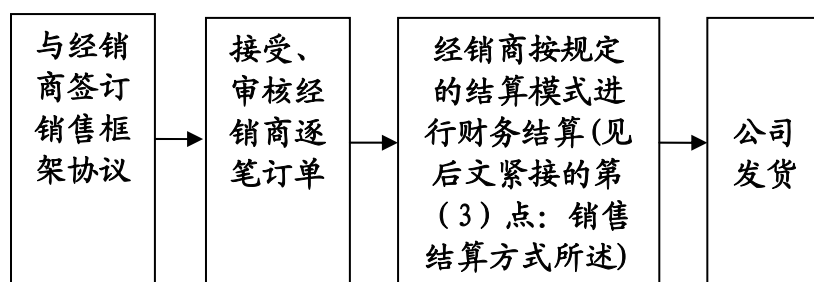 与经销
商签订
销售框
架协议
接受、
审核经
销商逐
笔订单
经销商按规定
的结算模式进
行财务结算(见
后文紧接的第
（3）点：销售
结算方式所述)
公司
发货